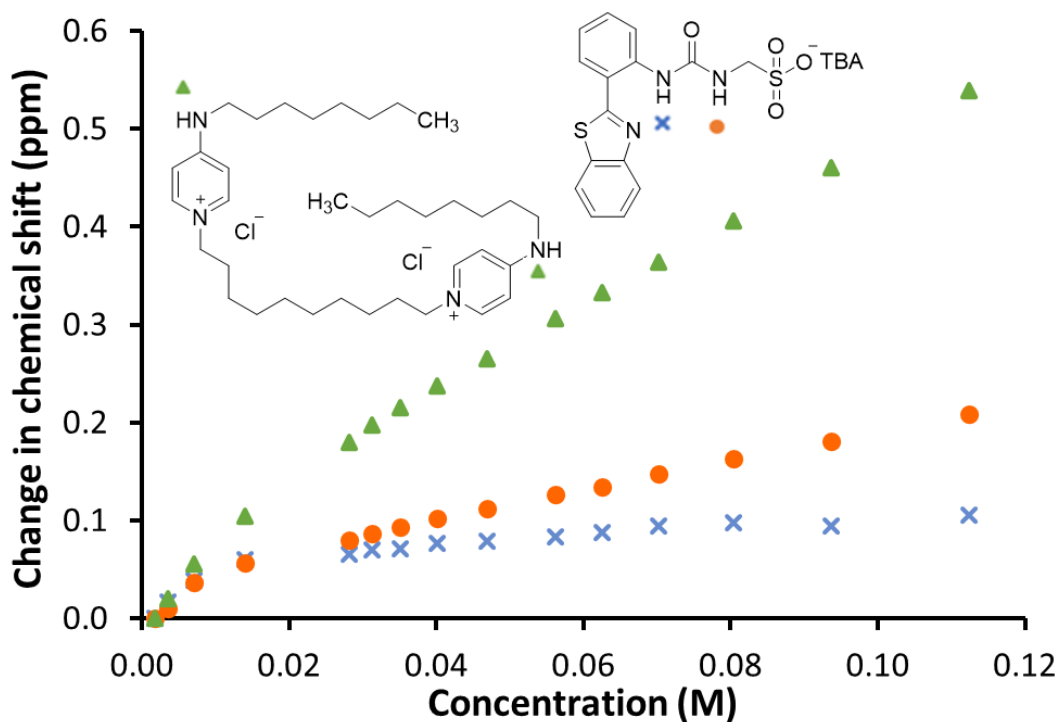 Change in chemical shift (ppm)
0.6
0.5
0.4
0.3
0.2
0.1
0.0
0.00
0.02
0.04
0.06
0.08
0.10
0.12
Concentration (M)
HN
CH₃
N
+
Cl⁻
H₃C
Cl⁻
NH
N
+
O
O
O⁻ TBA
N
H
N
H
S
O
S
N